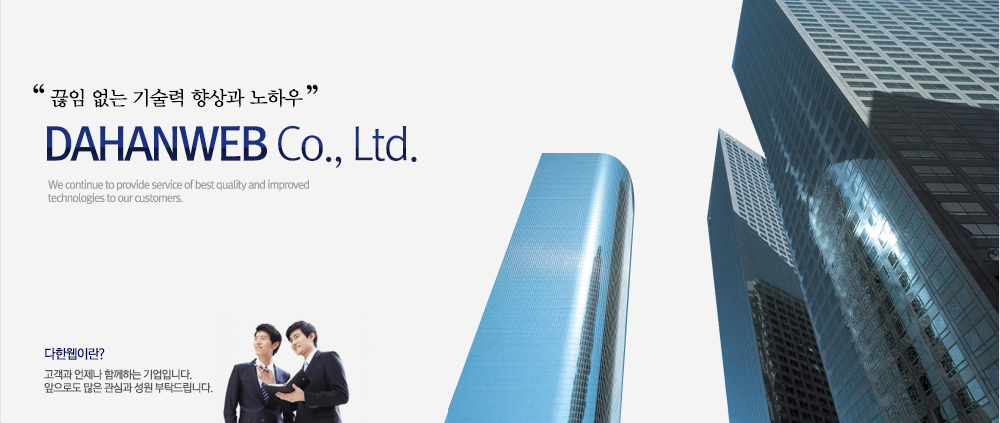 “ 끊임 없는 기술력 향상과 노하우 ”
DAHANWEB Co., Ltd.
We continue to provide service of best quality and improved
technologies to our customers.
다한웹이란?
고객과 언제나 함께하는 기업입니다.
앞으로도 많은 관심과 성원 부탁드립니다.